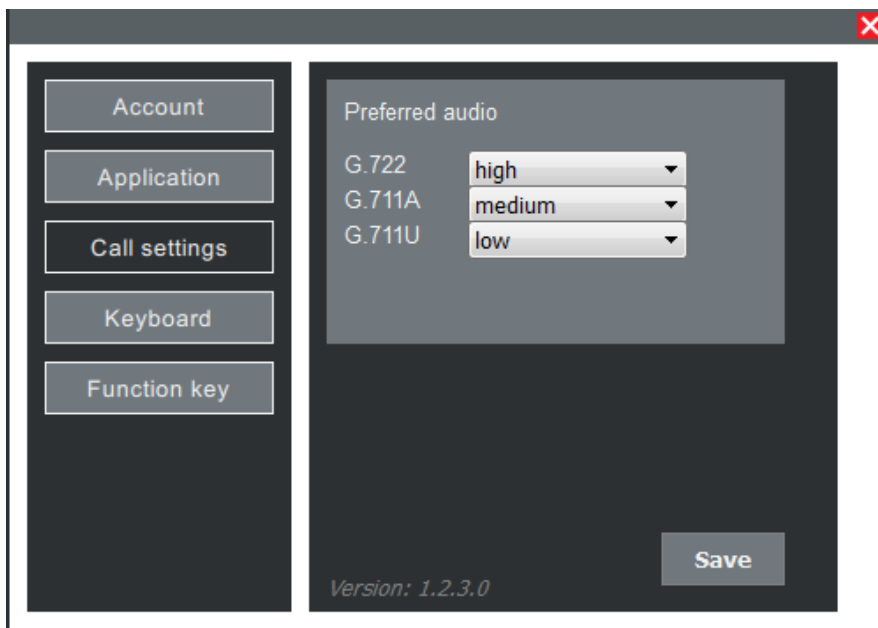 Account
Application
Call settings
Keyboard
Function key
Preferred audio
G.722 high
G.711A medium
G.711U low
Save
Version: 1.2.3.0